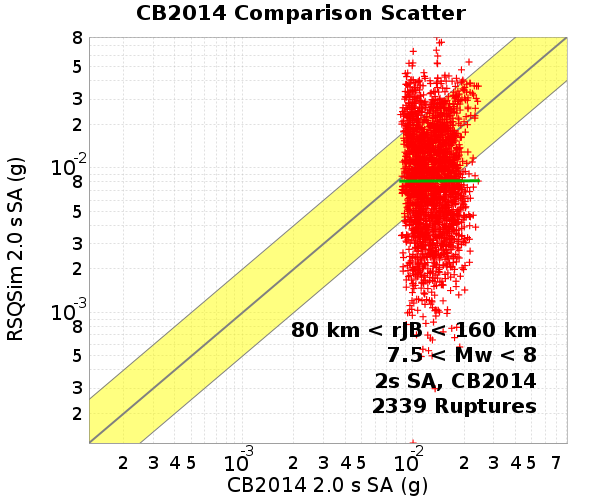 CB2014 Comparison Scatter
RSQSim 2.0 s SA (g)
8
5
3
2
10-2
8
5
3
2
10-3
8
5
3
2
80 km < rJB < 160 km
7.5 < Mw < 8
2s SA, CB2014
2339 Ruptures
2 3 4 5 10-3 2 3 4 5 10-2 2 3 4 5 7
CB2014 2.0 s SA (g)